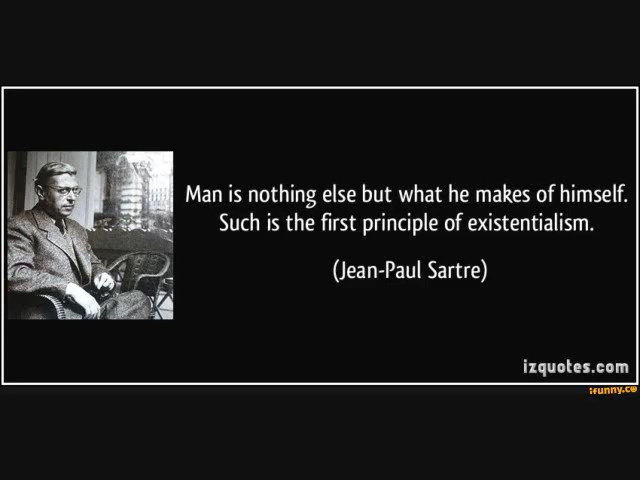 Man is nothing else but what he makes of himself.
Such is the first principle of existentialism.
(Jean-Paul Sartre)
izquotes.com
ifunny.co